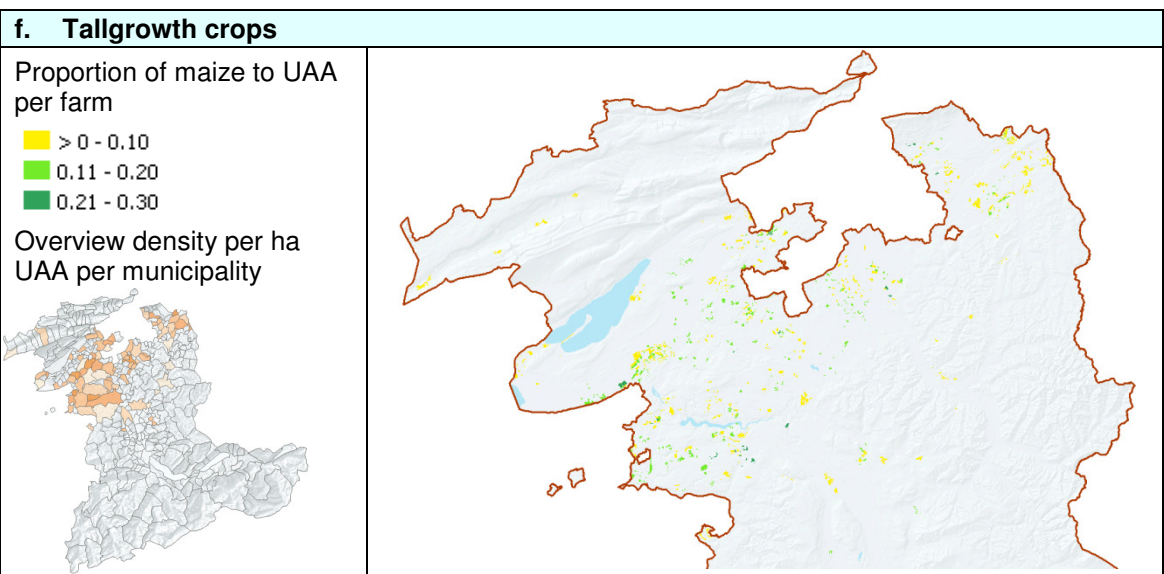 f. Tallgrowth crops
Proportion of maize to UAA
per farm
> 0 - 0.10
0.11 - 0.20
0.21 - 0.30
Overview density per ha
UAA per municipality